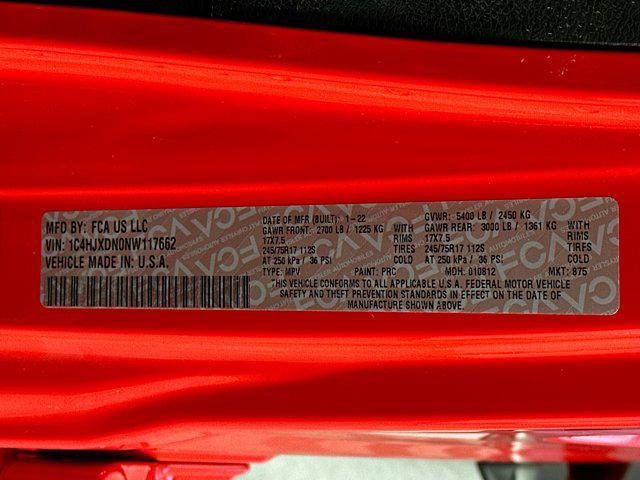 MFD BY: FCA US LLC
VIN: 1C4HJXDN0NW117662
VEHICLE MADE IN: U.S.A.
DATE OF MFR (BUILT): 1-22
GAWR FRONT: 2700 LB / 1225 KG WITH
17X7.5 RIMS
245/75R17 112S TIRES
AT 250 kPa / 36 PSI COLD
TYPE: MPV PAINT: PRC
GVWR: 5400 LB / 2450 KG
GAWR REAR: 3000 LB / 1361 KG WITH
17X7.5 RIMS
245/75R17 112S TIRES
AT 250 kPa / 36 PSI COLD
MDH: 010812 MKT: 875
THIS VEHICLE CONFORMS TO ALL APPLICABLE U.S.A. FEDERAL MOTOR VEHICLE
SAFETY AND THEFT PREVENTION STANDARDS IN EFFECT ON THE DATE OF
MANUFACTURE SHOWN ABOVE.